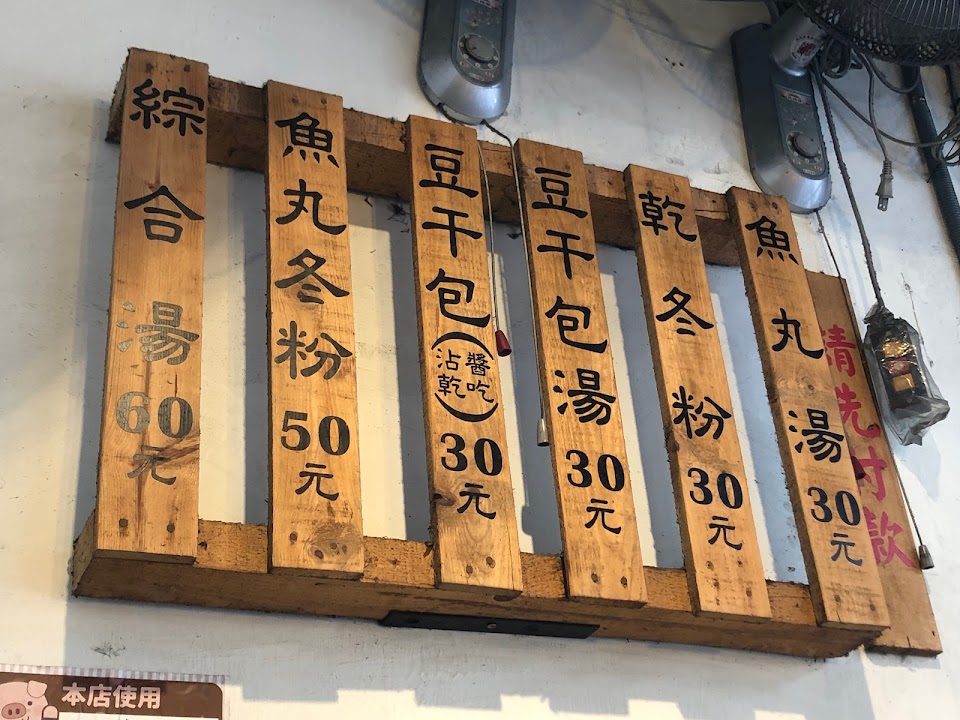 請先付款
魚丸湯30元
乾冬粉30元
豆干包湯30元
豆干包(沾醬乾吃)30元
魚丸冬粉50元
綜合湯60元
本店使用